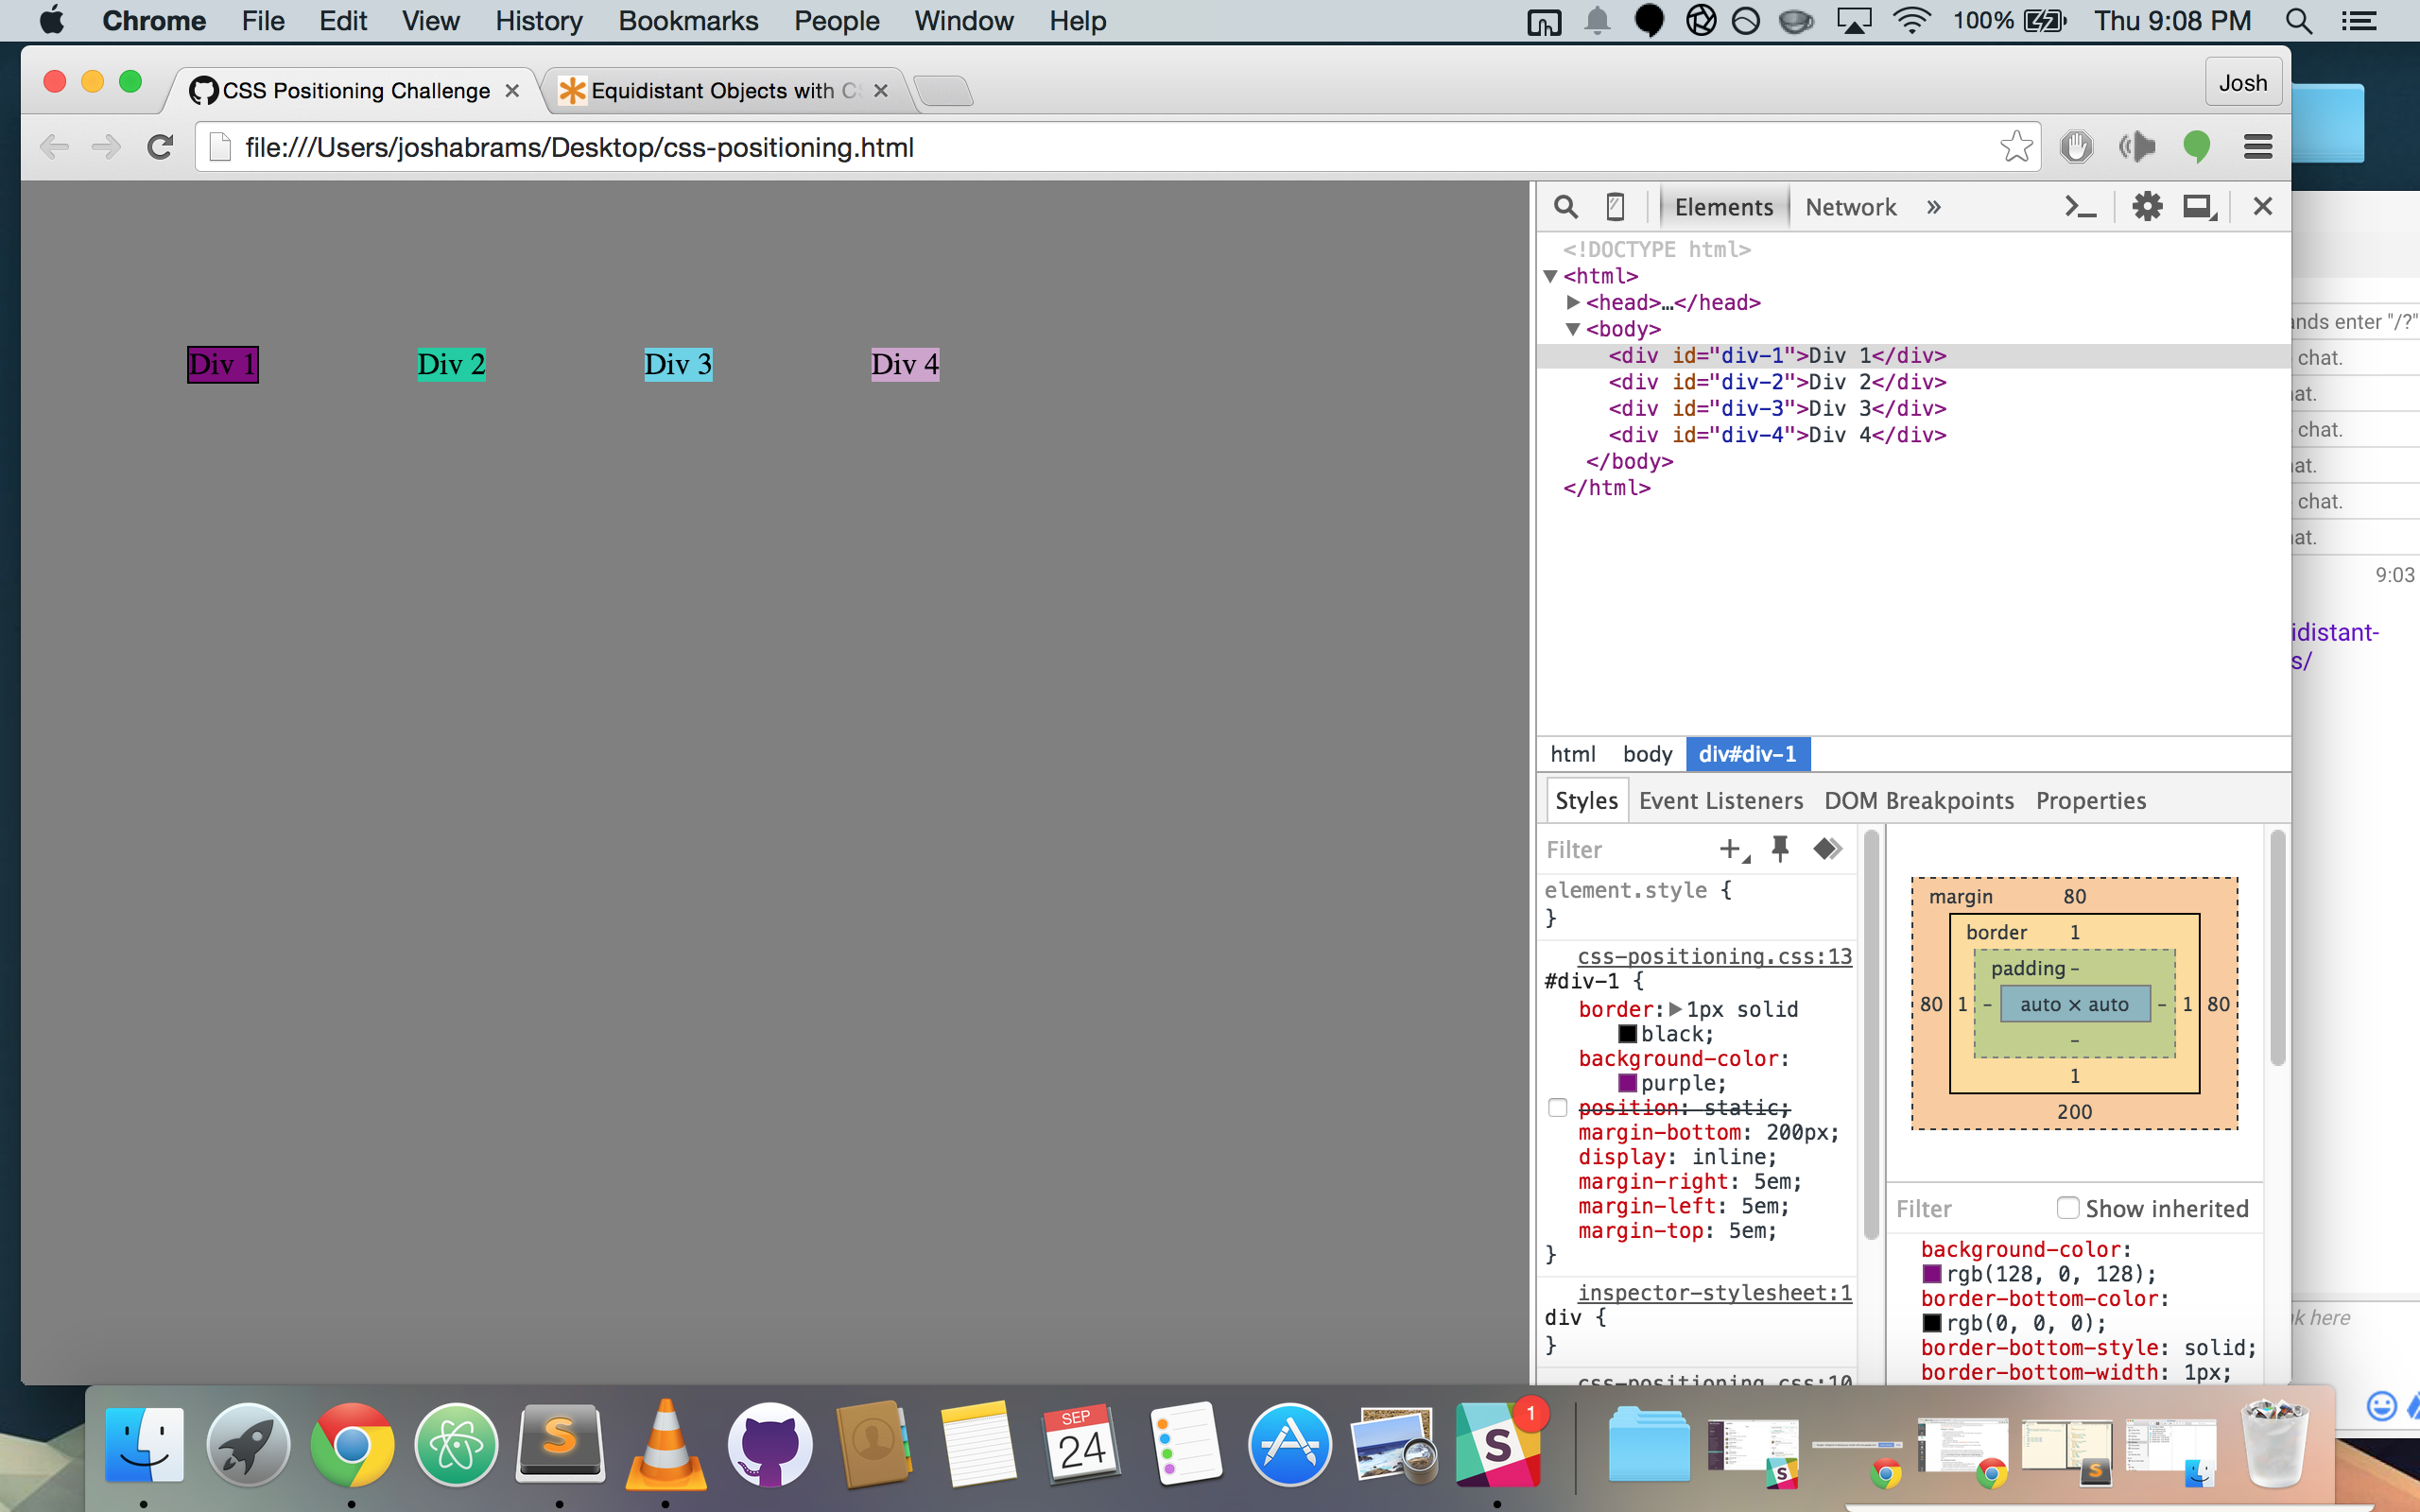 Chrome File Edit View History Bookmarks People Window Help 100% Thu 9:08 PM
CSS Positioning Challenge Equidistant Objects with Josh
file:///Users/joshabrams/Desktop/css-positioning.html
Elements Network »
<!DOCTYPE html>
<html>
<head>…</head>
<body>
<div id="div-1">Div 1</div>
<div id="div-2">Div 2</div>
<div id="div-3">Div 3</div>
<div id="div-4">Div 4</div>
</body>
</html>
Div 1 Div 2 Div 3 Div 4
html body div#div-1
Styles Event Listeners DOM Breakpoints Properties
Filter
element.style {
}
css-positioning.css:13
#div-1 {
border: 1px solid
black;
background-color:
purple;
position: static;
margin-bottom: 200px;
display: inline;
margin-right: 5em;
margin-left: 5em;
margin-top: 5em;
}
inspector-stylesheet:1
div {
}
css-positioning.css:10
margin 80
border 1
padding -
80 1 - auto × auto - 1 80
-
1
200
Filter Show inherited
background-color:
rgb(128, 0, 128);
border-bottom-color:
rgb(0, 0, 0);
border-bottom-style: solid;
border-bottom-width: 1px;
enter "/?"
chat.
chat.
chat.
9:03
idistant-
s/
here
SEP
24
S
S
1